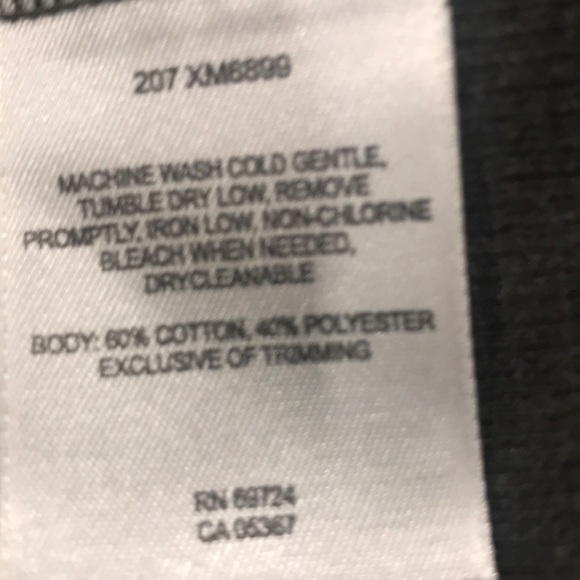 207 XM6899
MACHINE WASH COLD GENTLE,
TUMBLE DRY LOW, REMOVE
PROMPTLY, IRON LOW, NON-CHLORINE
BLEACH WHEN NEEDED,
DRYCLEANABLE
BODY: 60% COTTON, 40% POLYESTER
EXCLUSIVE OF TRIMMING
RN 69724
CA 05367